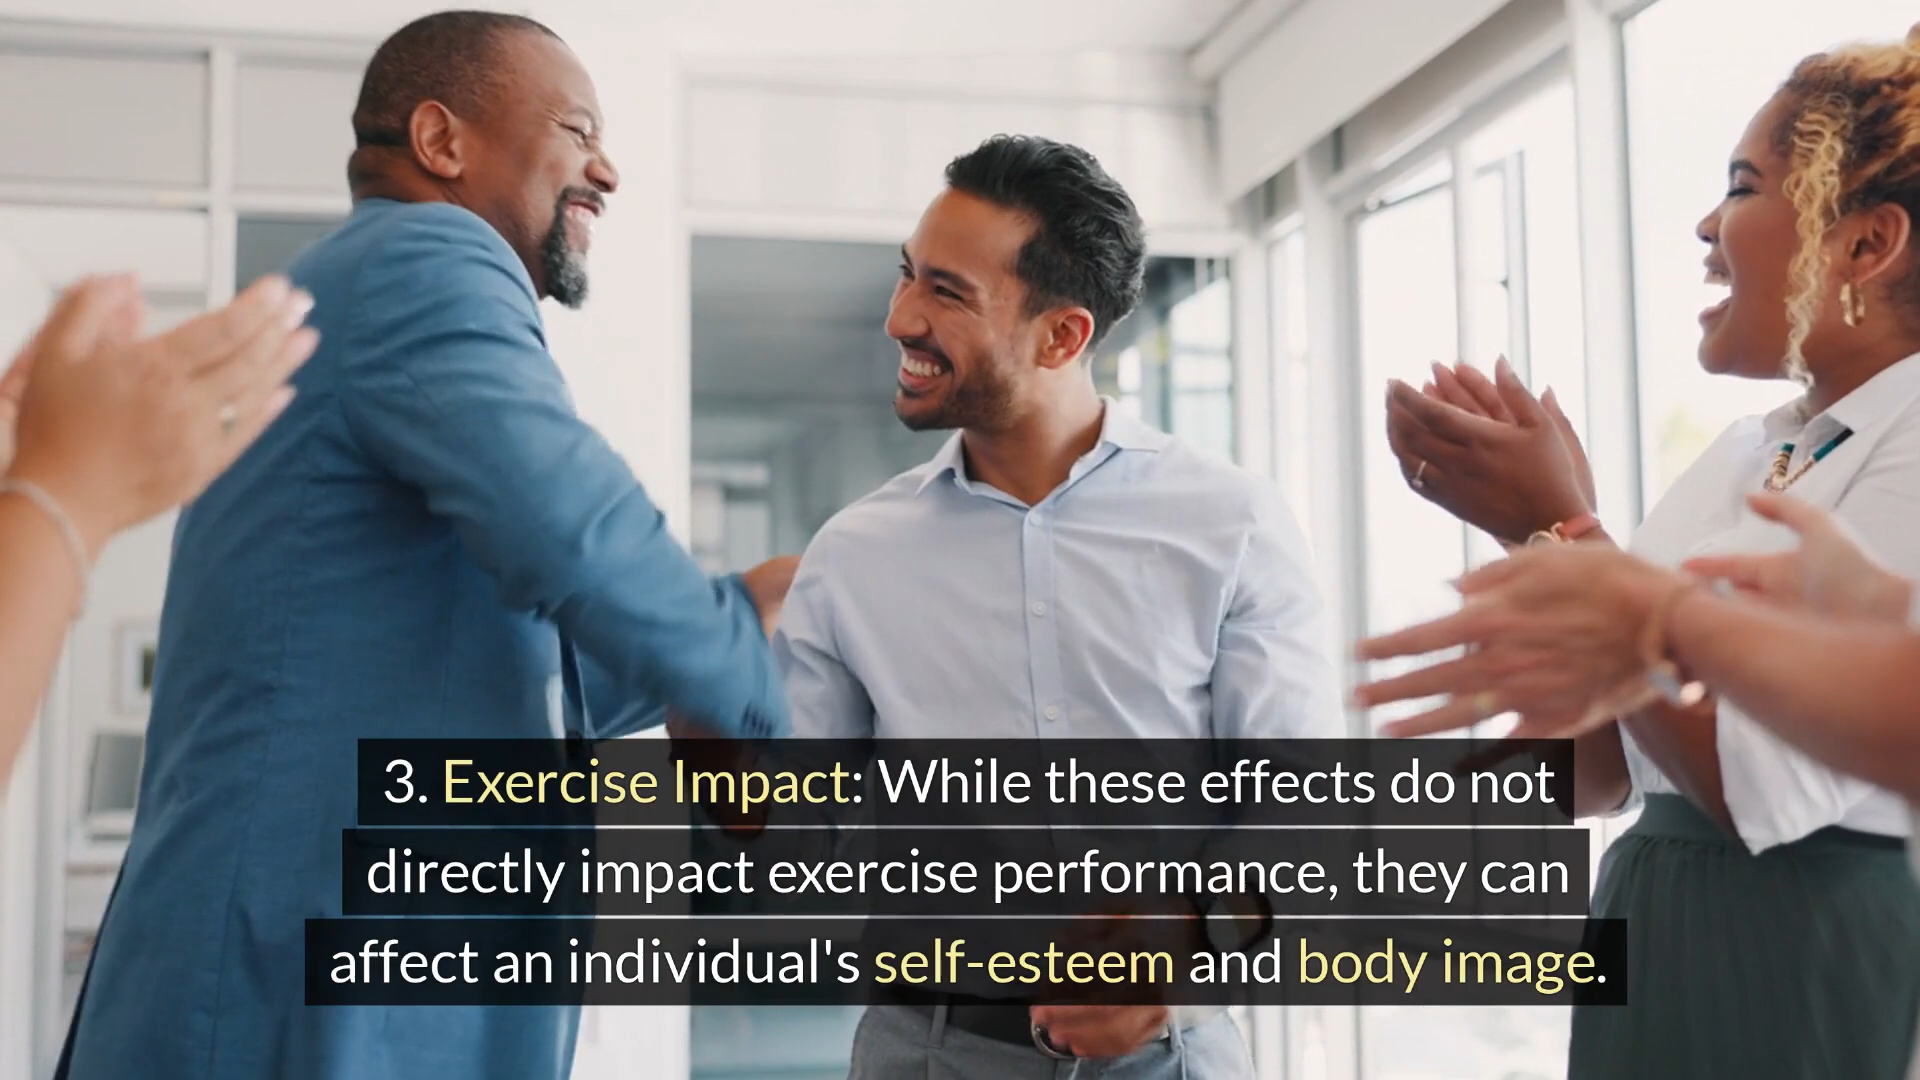 3. Exercise Impact: While these effects do not
directly impact exercise performance, they can
affect an individual's self-esteem and body image.